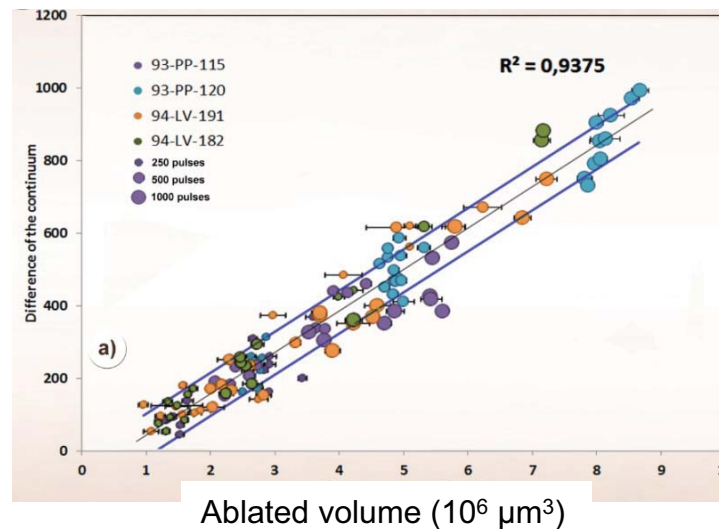 1200
1000
800
600
400
200
0
Difference of the continuum
R² = 0,9375
93-PP-115
93-PP-120
94-LV-191
94-LV-182
250 pulses
500 pulses
1000 pulses
a)
0 1 2 3 4 5 6 7 8 9
Ablated volume (10⁶ µm³)